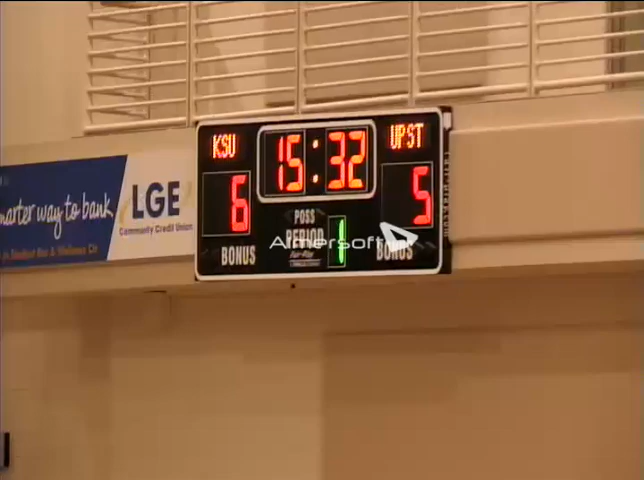 KSU 15:32 UPST
6 5
POSS
PERIOD 1
BONUS BONUS
Aimersoft
marter way to bank
LGE
Community Credit Union